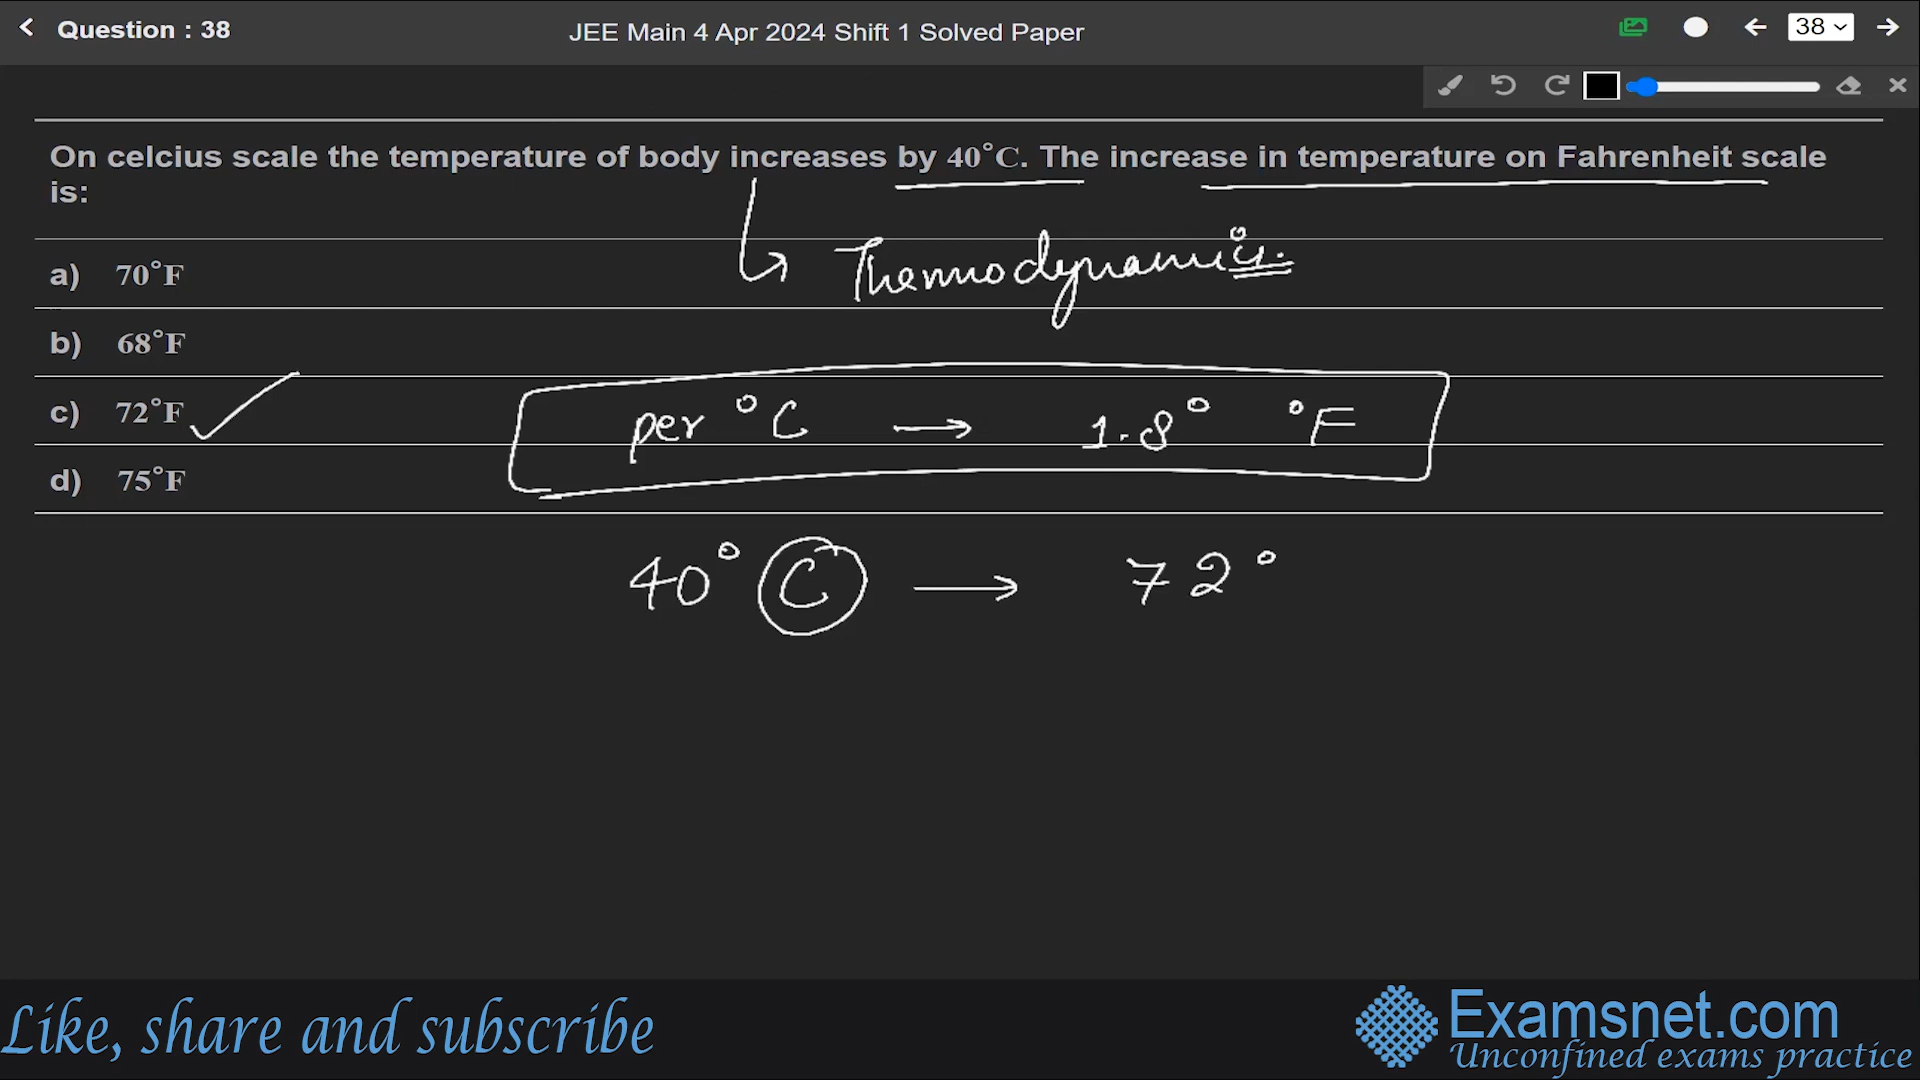 Question : 38
JEE Main 4 Apr 2024 Shift 1 Solved Paper
38
On celcius scale the temperature of body increases by 40°C. The increase in temperature on Fahrenheit scale
is:
Thermodynamics.
a) 70°F
b) 68°F
c) 72°F
per °C → 1.8° °F
d) 75°F
40° C → 72°
Like, share and subscribe
Examsnet.com
Unconfined exams practice